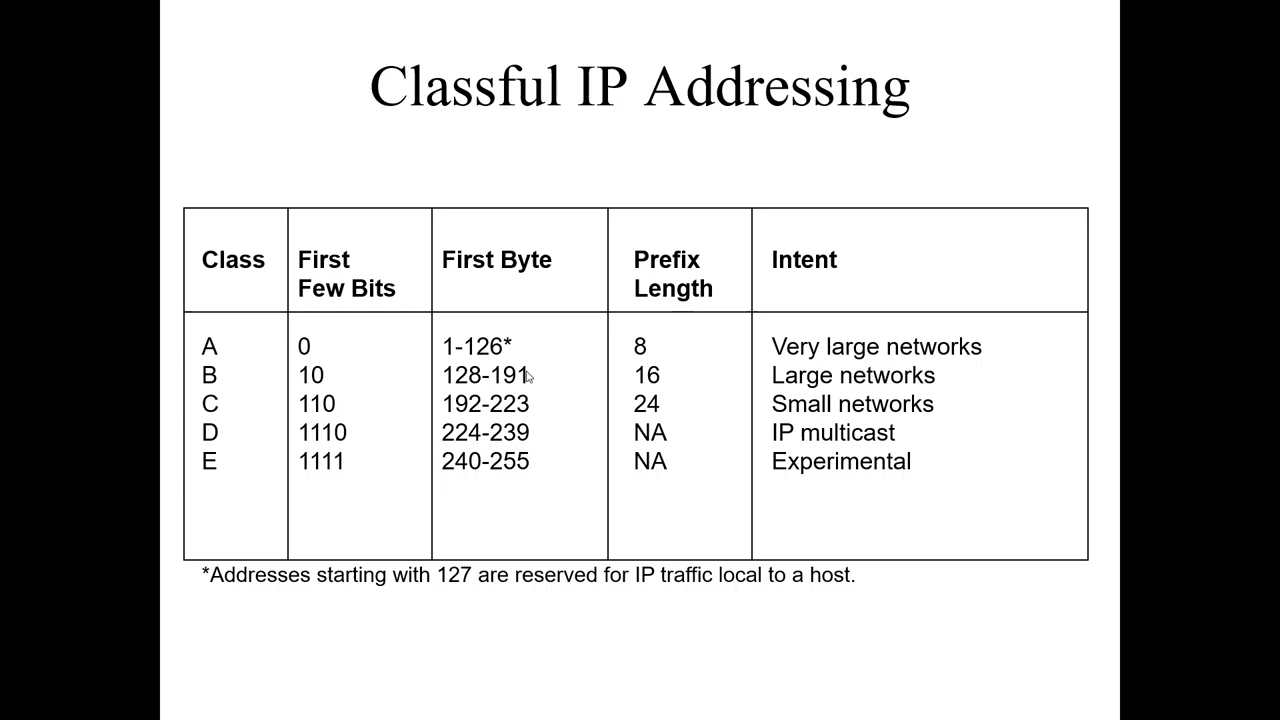 Classful IP Addressing
Class First Few Bits First Byte Prefix Length Intent
A 0 1-126* 8 Very large networks
B 10 128-191 16 Large networks
C 110 192-223 24 Small networks
D 1110 224-239 NA IP multicast
E 1111 240-255 NA Experimental
*Addresses starting with 127 are reserved for IP traffic local to a host.